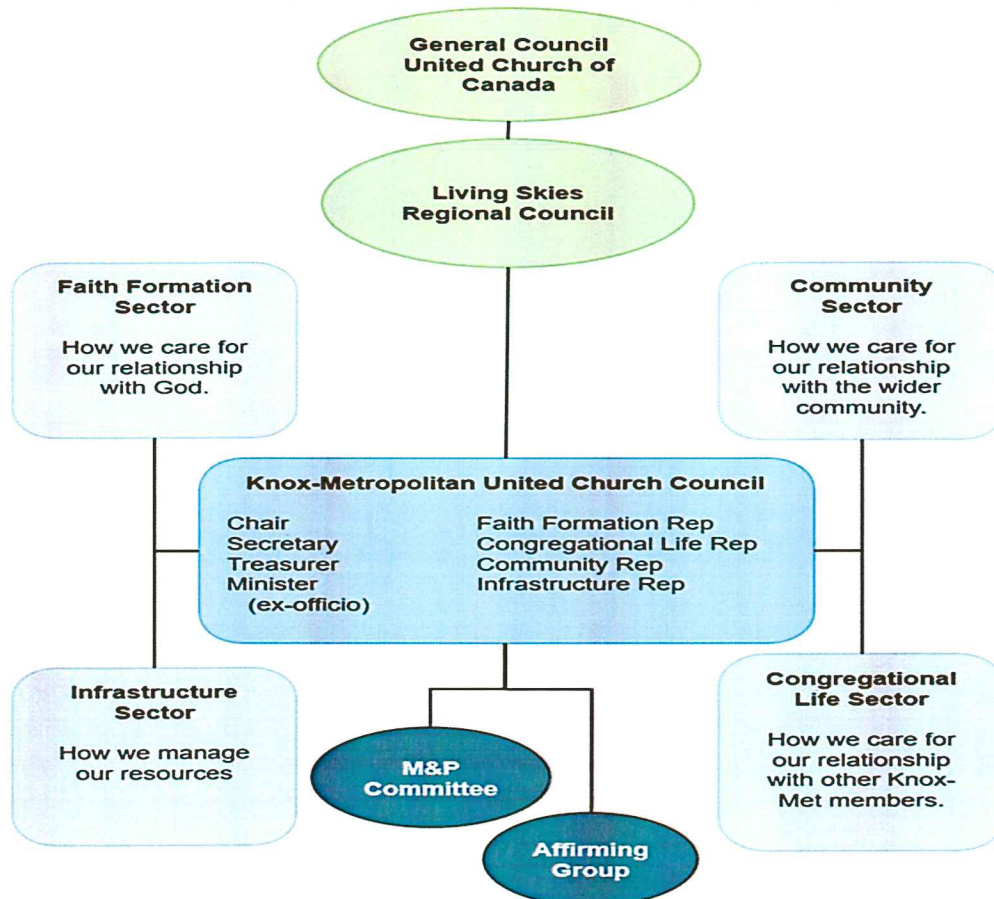 General Council
United Church of
Canada
Living Skies
Regional Council
Faith Formation
Sector
How we care for
our relationship
with God.
Community
Sector
How we care for
our relationship
with the wider
community.
Knox-Metropolitan United Church Council
Chair
Secretary
Treasurer
Minister
(ex-officio)
Faith Formation Rep
Congregational Life Rep
Community Rep
Infrastructure Rep
Infrastructure
Sector
How we manage
our resources
M&P
Committee
Affirming
Group
Congregational
Life Sector
How we care for
our relationship
with other Knox-
Met members.